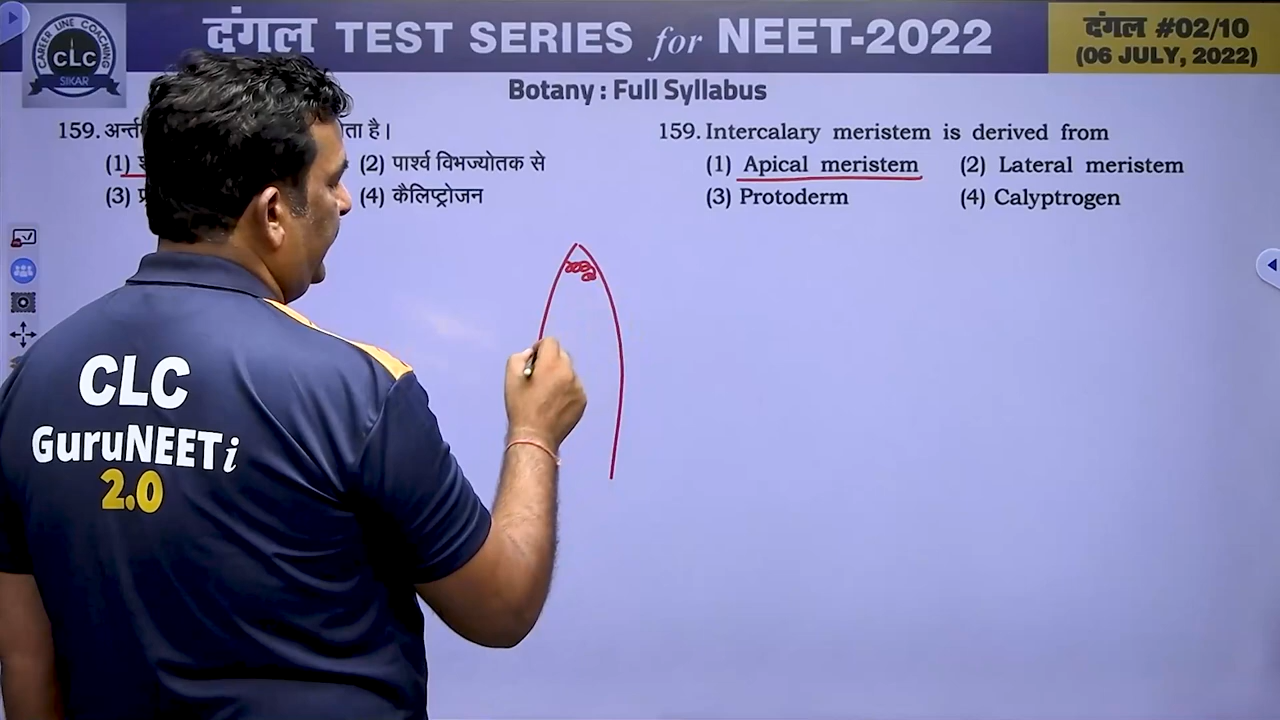 CAREER LINE COACHING
CLC
SIKAR
दंगल TEST SERIES for NEET-2022
दंगल #02/10
(06 JULY, 2022)
Botany : Full Syllabus
159. ता है।
(1) (2) पार्श्व विभज्योतक से
(3) (4) कैलिप्ट्रोजन
159. Intercalary meristem is derived from
(1) Apical meristem (2) Lateral meristem
(3) Protoderm (4) Calyptrogen
CLC
GuruNEETi
2.0